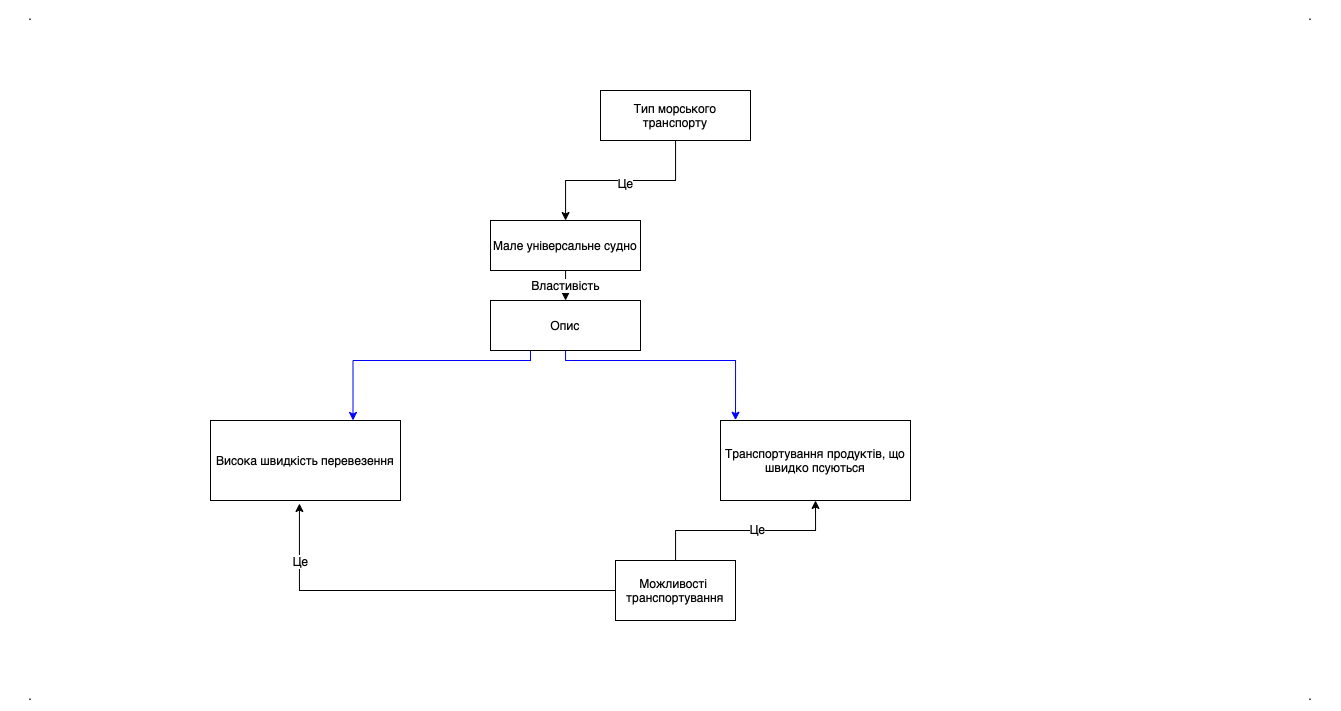 Тип морського
транспорту
Це
Мале універсальне судно
Властивість
Опис
Висока швидкість перевезення
Транспортування продуктів, що
швидко псуються
Це
Це
Можливості
транспортування